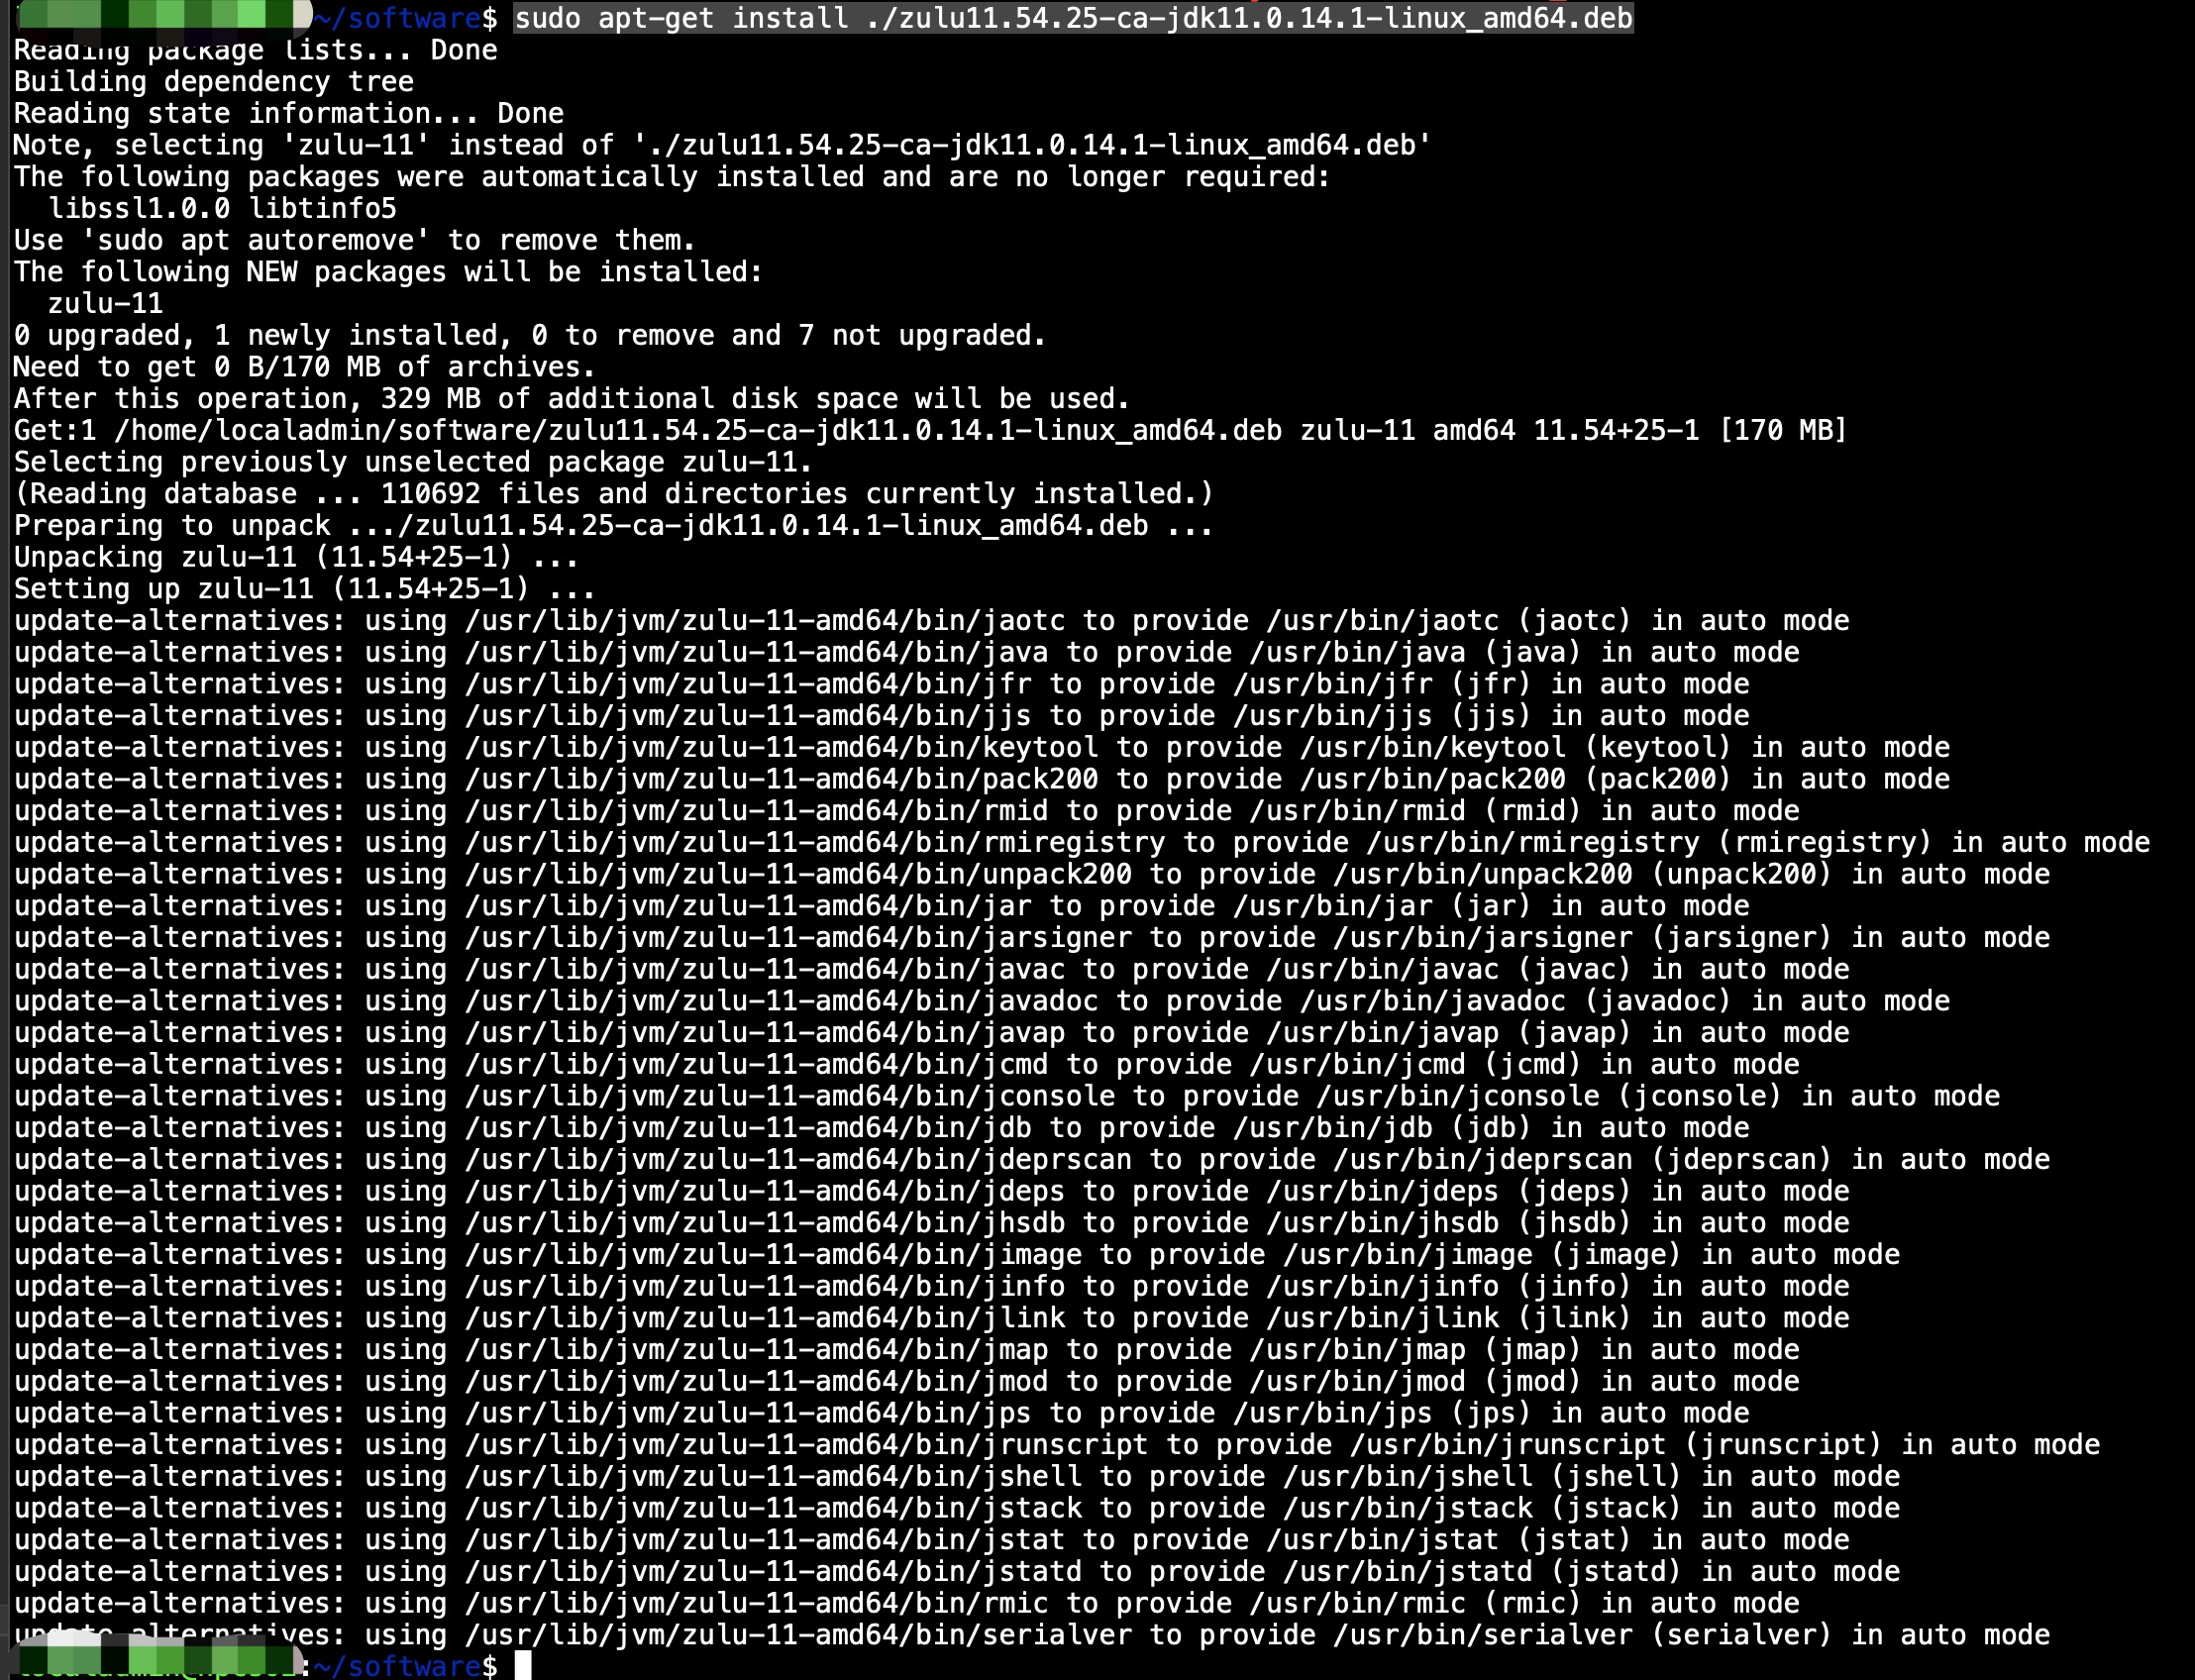 ~/software$ sudo apt-get install ./zulu11.54.25-ca-jdk11.0.14.1-linux_amd64.deb
Reading package lists... Done
Building dependency tree
Reading state information... Done
Note, selecting 'zulu-11' instead of './zulu11.54.25-ca-jdk11.0.14.1-linux_amd64.deb'
The following packages were automatically installed and are no longer required:
  libssl1.0.0 libtinfo5
Use 'sudo apt autoremove' to remove them.
The following NEW packages will be installed:
  zulu-11
0 upgraded, 1 newly installed, 0 to remove and 7 not upgraded.
Need to get 0 B/170 MB of archives.
After this operation, 329 MB of additional disk space will be used.
Get:1 /home/localadmin/software/zulu11.54.25-ca-jdk11.0.14.1-linux_amd64.deb zulu-11 amd64 11.54+25-1 [170 MB]
Selecting previously unselected package zulu-11.
(Reading database ... 110692 files and directories currently installed.)
Preparing to unpack .../zulu11.54.25-ca-jdk11.0.14.1-linux_amd64.deb ...
Unpacking zulu-11 (11.54+25-1) ...
Setting up zulu-11 (11.54+25-1) ...
update-alternatives: using /usr/lib/jvm/zulu-11-amd64/bin/jaotc to provide /usr/bin/jaotc (jaotc) in auto mode
update-alternatives: using /usr/lib/jvm/zulu-11-amd64/bin/java to provide /usr/bin/java (java) in auto mode
update-alternatives: using /usr/lib/jvm/zulu-11-amd64/bin/jfr to provide /usr/bin/jfr (jfr) in auto mode
update-alternatives: using /usr/lib/jvm/zulu-11-amd64/bin/jjs to provide /usr/bin/jjs (jjs) in auto mode
update-alternatives: using /usr/lib/jvm/zulu-11-amd64/bin/keytool to provide /usr/bin/keytool (keytool) in auto mode
update-alternatives: using /usr/lib/jvm/zulu-11-amd64/bin/pack200 to provide /usr/bin/pack200 (pack200) in auto mode
update-alternatives: using /usr/lib/jvm/zulu-11-amd64/bin/rmid to provide /usr/bin/rmid (rmid) in auto mode
update-alternatives: using /usr/lib/jvm/zulu-11-amd64/bin/rmiregistry to provide /usr/bin/rmiregistry (rmiregistry) in auto mode
update-alternatives: using /usr/lib/jvm/zulu-11-amd64/bin/unpack200 to provide /usr/bin/unpack200 (unpack200) in auto mode
update-alternatives: using /usr/lib/jvm/zulu-11-amd64/bin/jar to provide /usr/bin/jar (jar) in auto mode
update-alternatives: using /usr/lib/jvm/zulu-11-amd64/bin/jarsigner to provide /usr/bin/jarsigner (jarsigner) in auto mode
update-alternatives: using /usr/lib/jvm/zulu-11-amd64/bin/javac to provide /usr/bin/javac (javac) in auto mode
update-alternatives: using /usr/lib/jvm/zulu-11-amd64/bin/javadoc to provide /usr/bin/javadoc (javadoc) in auto mode
update-alternatives: using /usr/lib/jvm/zulu-11-amd64/bin/javap to provide /usr/bin/javap (javap) in auto mode
update-alternatives: using /usr/lib/jvm/zulu-11-amd64/bin/jcmd to provide /usr/bin/jcmd (jcmd) in auto mode
update-alternatives: using /usr/lib/jvm/zulu-11-amd64/bin/jconsole to provide /usr/bin/jconsole (jconsole) in auto mode
update-alternatives: using /usr/lib/jvm/zulu-11-amd64/bin/jdb to provide /usr/bin/jdb (jdb) in auto mode
update-alternatives: using /usr/lib/jvm/zulu-11-amd64/bin/jdeprscan to provide /usr/bin/jdeprscan (jdeprscan) in auto mode
update-alternatives: using /usr/lib/jvm/zulu-11-amd64/bin/jdeps to provide /usr/bin/jdeps (jdeps) in auto mode
update-alternatives: using /usr/lib/jvm/zulu-11-amd64/bin/jhsdb to provide /usr/bin/jhsdb (jhsdb) in auto mode
update-alternatives: using /usr/lib/jvm/zulu-11-amd64/bin/jimage to provide /usr/bin/jimage (jimage) in auto mode
update-alternatives: using /usr/lib/jvm/zulu-11-amd64/bin/jinfo to provide /usr/bin/jinfo (jinfo) in auto mode
update-alternatives: using /usr/lib/jvm/zulu-11-amd64/bin/jlink to provide /usr/bin/jlink (jlink) in auto mode
update-alternatives: using /usr/lib/jvm/zulu-11-amd64/bin/jmap to provide /usr/bin/jmap (jmap) in auto mode
update-alternatives: using /usr/lib/jvm/zulu-11-amd64/bin/jmod to provide /usr/bin/jmod (jmod) in auto mode
update-alternatives: using /usr/lib/jvm/zulu-11-amd64/bin/jps to provide /usr/bin/jps (jps) in auto mode
update-alternatives: using /usr/lib/jvm/zulu-11-amd64/bin/jrunscript to provide /usr/bin/jrunscript (jrunscript) in auto mode
update-alternatives: using /usr/lib/jvm/zulu-11-amd64/bin/jshell to provide /usr/bin/jshell (jshell) in auto mode
update-alternatives: using /usr/lib/jvm/zulu-11-amd64/bin/jstack to provide /usr/bin/jstack (jstack) in auto mode
update-alternatives: using /usr/lib/jvm/zulu-11-amd64/bin/jstat to provide /usr/bin/jstat (jstat) in auto mode
update-alternatives: using /usr/lib/jvm/zulu-11-amd64/bin/jstatd to provide /usr/bin/jstatd (jstatd) in auto mode
update-alternatives: using /usr/lib/jvm/zulu-11-amd64/bin/rmic to provide /usr/bin/rmic (rmic) in auto mode
update-alternatives: using /usr/lib/jvm/zulu-11-amd64/bin/serialver to provide /usr/bin/serialver (serialver) in auto mode
:~/software$